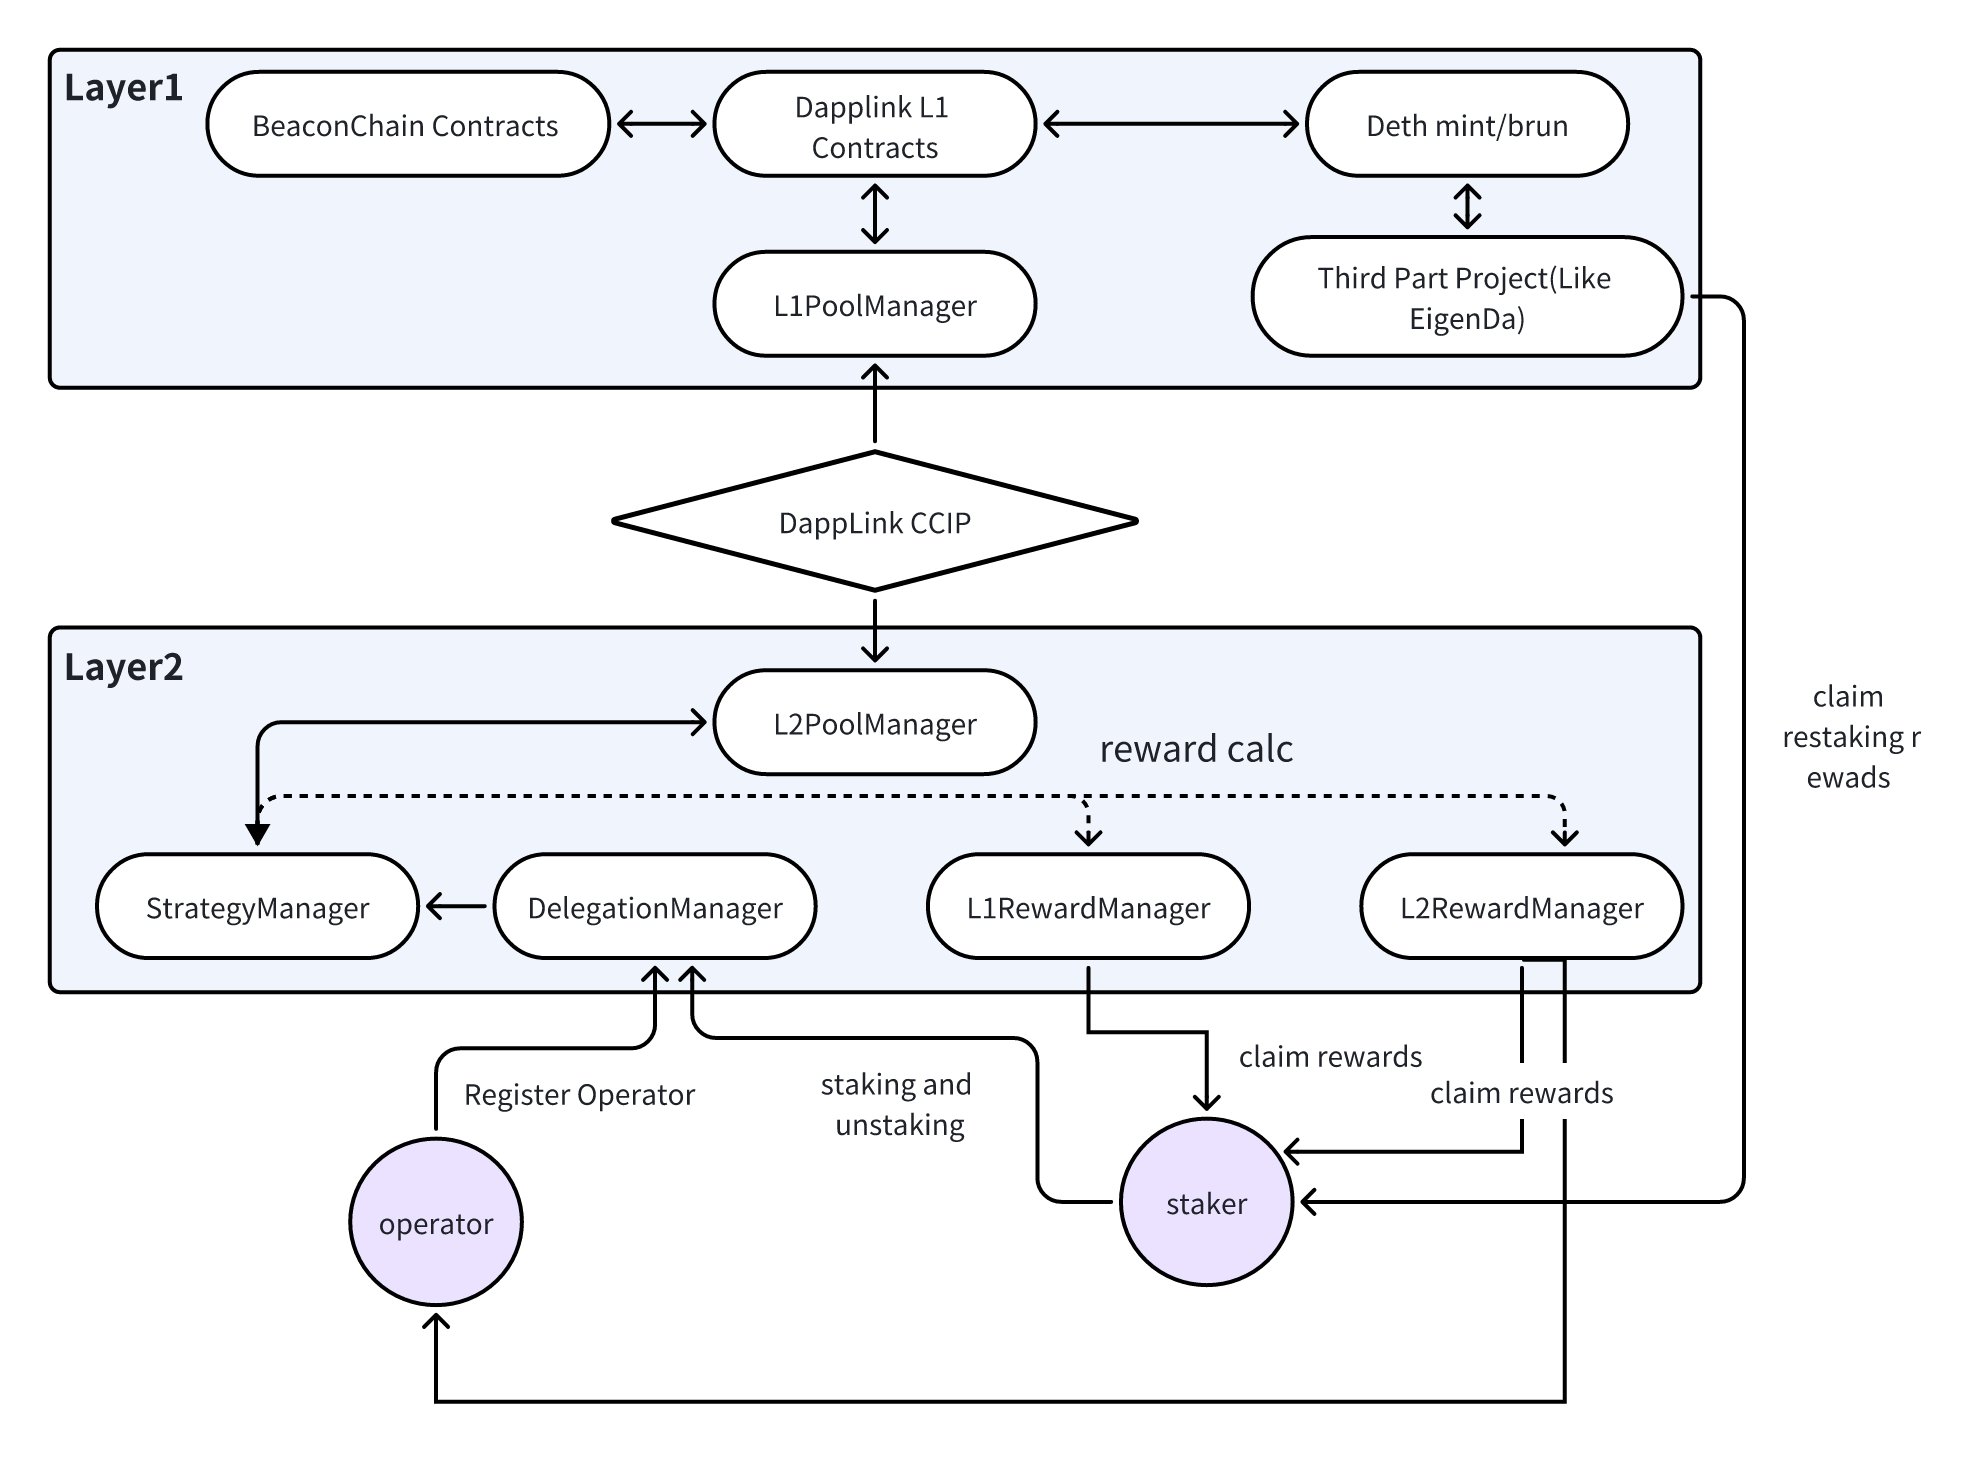 Layer1
BeaconChain Contracts
Dapplink L1
Contracts
Deth mint/brun
L1PoolManager
Third Part Project(Like
EigenDa)
DappLink CCIP
Layer2
L2PoolManager
reward calc
claim
restaking r
ewads
StrategyManager
DelegationManager
L1RewardManager
L2RewardManager
Register Operator
staking and
unstaking
claim rewards
claim rewards
operator
staker